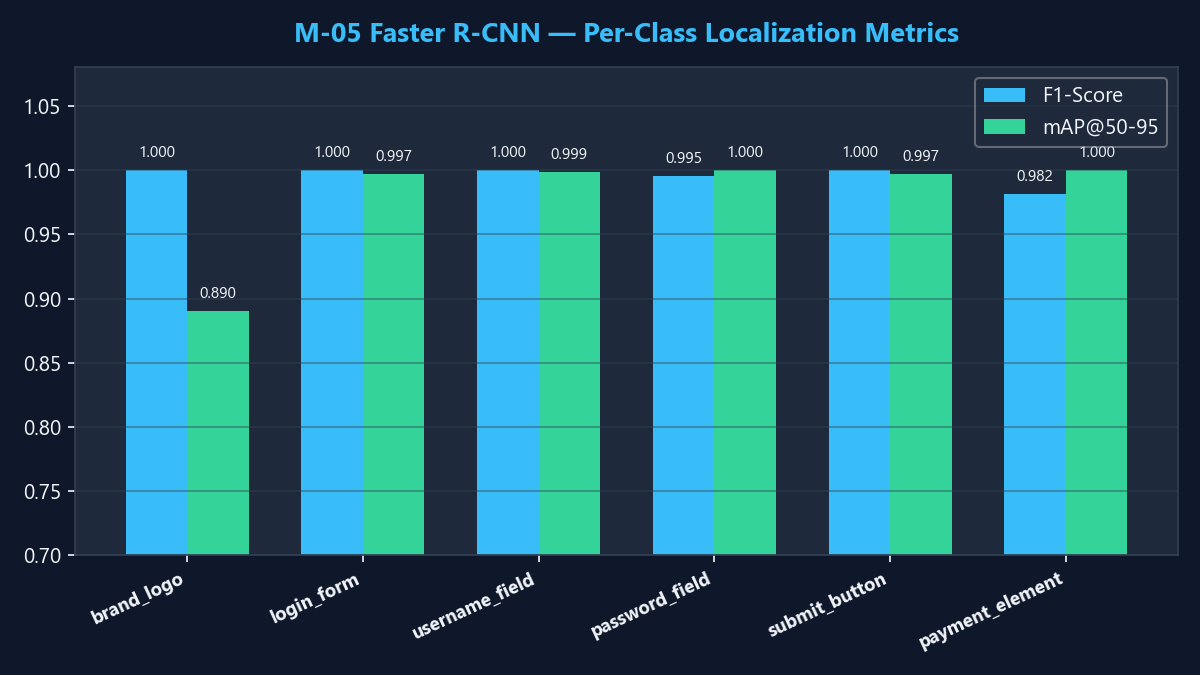 M-05 Faster R-CNN — Per-Class Localization Metrics
F1-Score
mAP@50-95
1.05
1.00
0.95
0.90
0.85
0.80
0.75
0.70
1.000
0.890
1.000
0.997
1.000
0.999
0.995
1.000
1.000
0.997
0.982
1.000
brand_logo
login_form
username_field
password_field
submit_button
payment_element